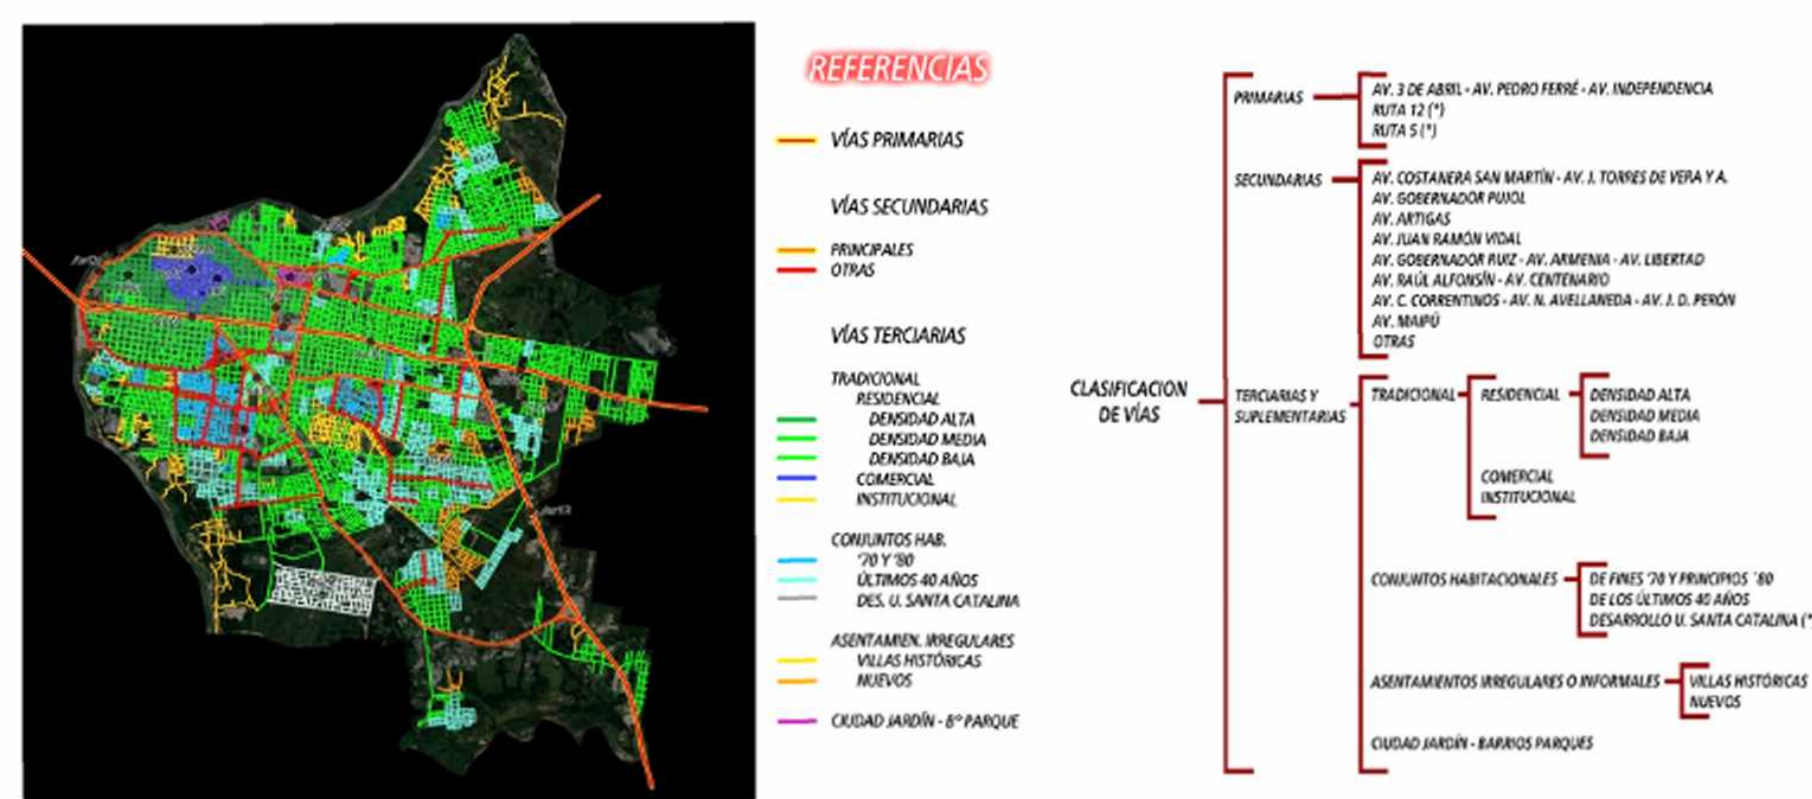 REFERENCIAS
VÍAS PRIMARIAS
VÍAS SECUNDARIAS
PRINCIPALES
OTRAS
VÍAS TERCIARIAS
TRADICIONAL
RESIDENCIAL
DENSIDAD ALTA
DENSIDAD MEDIA
DENSIDAD BAJA
COMERCIAL
INSTITUCIONAL
CONJUNTOS HAB.
'70 Y '80
ÚLTIMOS 40 AÑOS
DES. U. SANTA CATALINA
ASENTAMIEN. IRREGULARES
VILLAS HISTÓRICAS
NUEVOS
CIUDAD JARDÍN - Bº PARQUE
CLASIFICACION
DE VÍAS
PRIMARIAS
AV. 3 DE ABRIL - AV. PEDRO FERRÉ - AV. INDEPENDENCIA
RUTA 12 (*)
RUTA 5 (*)
SECUNDARIAS
AV. COSTANERA SAN MARTÍN - AV. J. TORRES DE VERA Y A.
AV. GOBERNADOR PUJOL
AV. ARTIGAS
AV. JUAN RAMÓN VIDAL
AV. GOBERNADOR RUIZ - AV. ARMENIA - AV. LIBERTAD
AV. RAÚL ALFONSÍN - AV. CENTENARIO
AV. C. CORRENTINOS - AV. N. AVELLANEDA - AV. J. D. PERÓN
AV. MAIPÚ
OTRAS
TERCIARIAS Y
SUPLEMENTARIAS
TRADICIONAL
RESIDENCIAL
DENSIDAD ALTA
DENSIDAD MEDIA
DENSIDAD BAJA
COMERCIAL
INSTITUCIONAL
CONJUNTOS HABITACIONALES
DE FINES '70 Y PRINCIPIOS ´80
DE LOS ÚLTIMOS 40 AÑOS
DESARROLLO U. SANTA CATALINA (*
ASENTAMIENTOS IRREGULARES O INFORMALES
VILLAS HISTÓRICAS
NUEVOS
CIUDAD JARDÍN - BARRIOS PARQUES